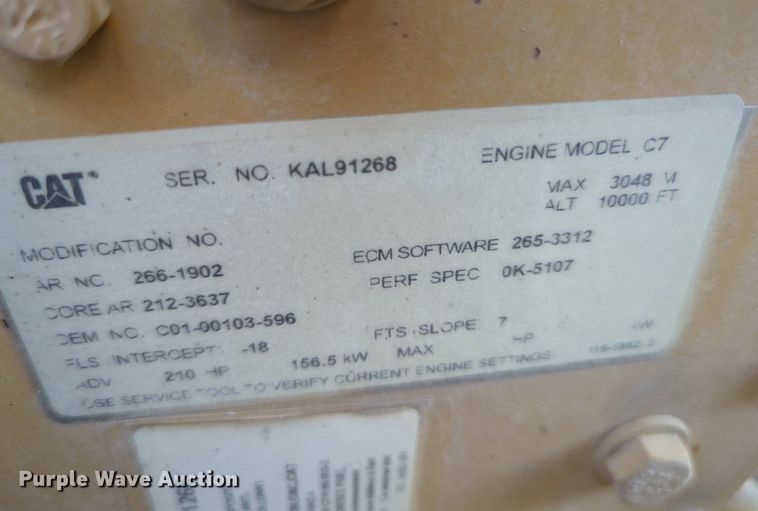 CAT SER. NO. KAL91268 ENGINE MODEL C7
MAX 3048 M
ALT 10000 FT
MODIFICATION NO.
AR NO. 266-1902 ECM SOFTWARE 265-3312
CORE AR 212-3637 PERF SPEC 0K-5107
OEM NO. C01-00103-596
FLS INTERCEPT: -18 FTS (SLOPE) 7
ADV 210 HP 156.5 kW MAX HP kW
USE SERVICE TOOL TO VERIFY CURRENT ENGINE SETTINGS
Purple Wave Auction